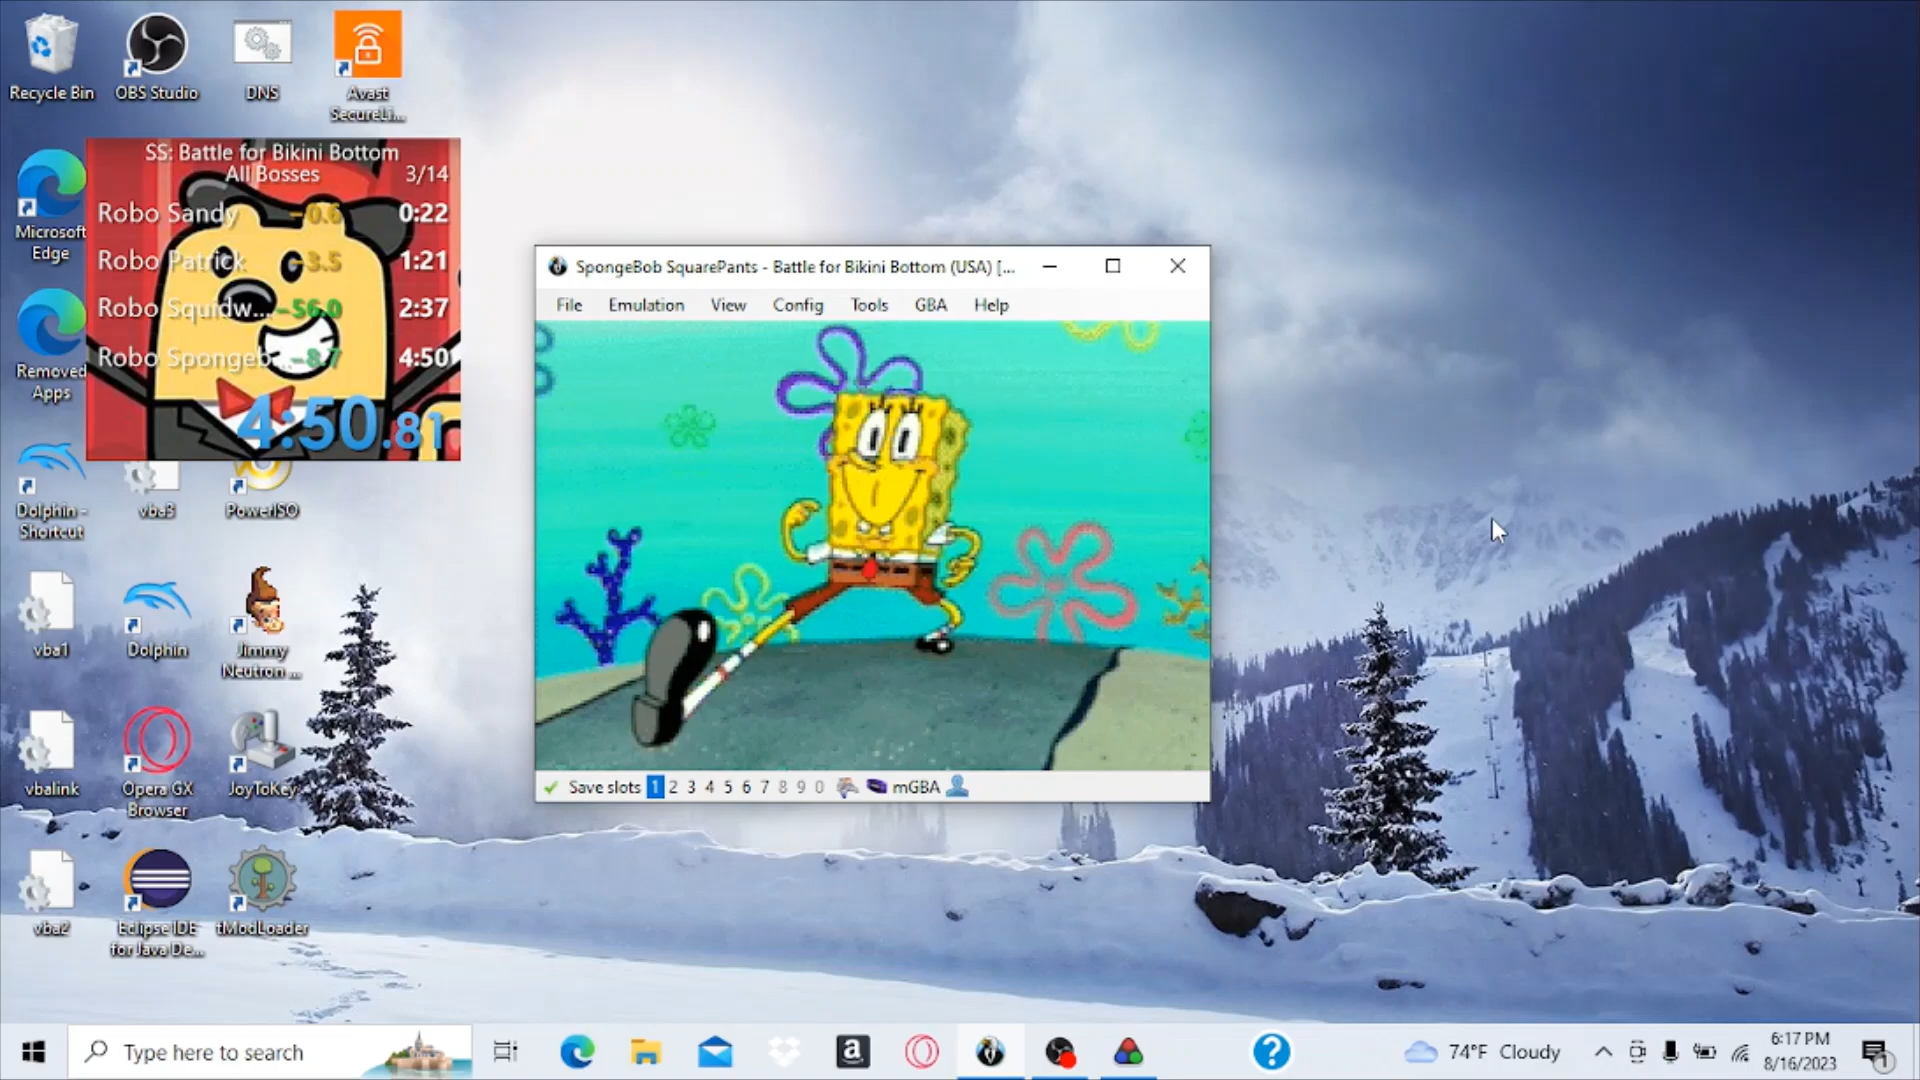 Recycle Bin
OBS Studio
DNS
Avast
SecureLi...
Microsoft
Edge
Removed
Apps
SS: Battle for Bikini Bottom
All Bosses
3/14
Robo Sandy -0.6 0:22
Robo Patrick -3.5 1:21
Robo Squidw... -56.0 2:37
Robo Spongeb... -8.7 4:50
4:50.81
Dolphin -
Shortcut
vba3
PowerISO
vba1
Dolphin
Jimmy
Neutron ...
vbalink
Opera GX
Browser
JoyToKey
vba2
Eclipse IDE
for Java De...
tModLoader
SpongeBob SquarePants - Battle for Bikini Bottom (USA) [...
File Emulation View Config Tools GBA Help
Save slots 1 2 3 4 5 6 7 8 9 0 mGBA
Type here to search
a
?
74°F Cloudy
6:17 PM
8/16/2023
1